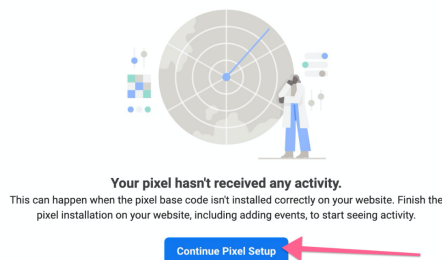 Your pixel hasn't received any activity.
This can happen when the pixel base code isn't installed correctly on your website. Finish the
pixel installation on your website, including adding events, to start seeing activity.
Continue Pixel Setup